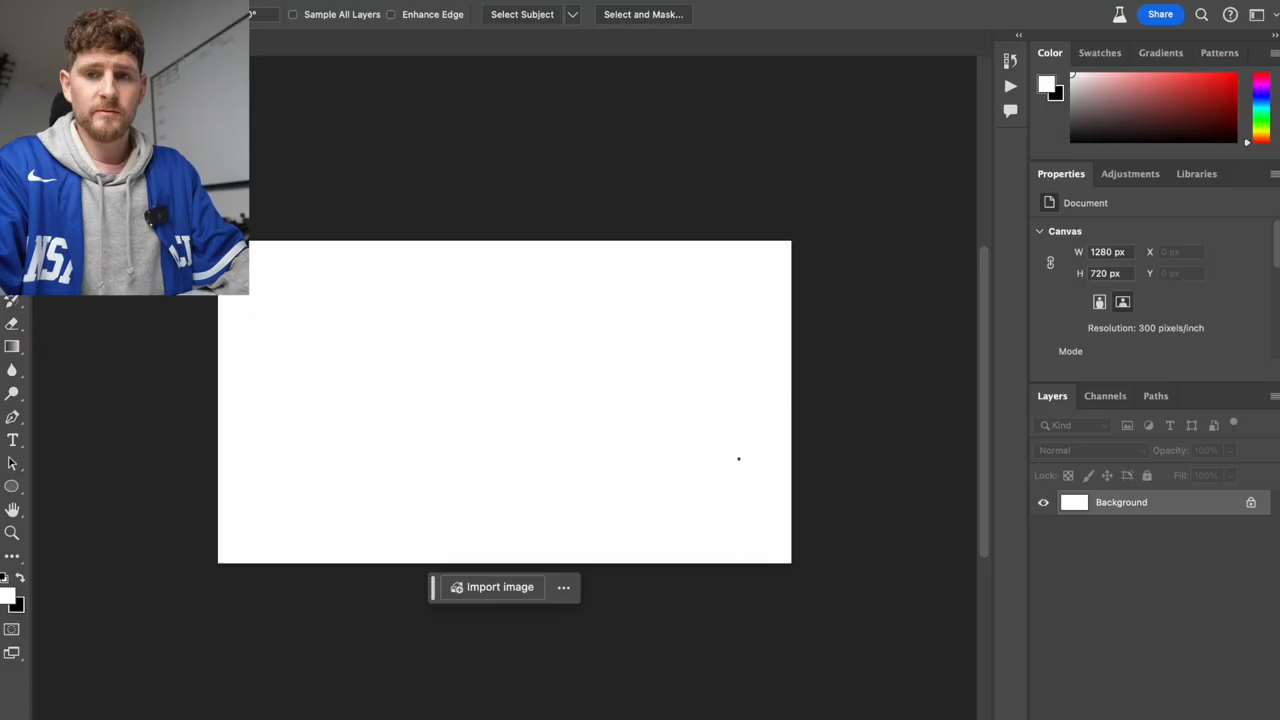 Sample All Layers Enhance Edge Select Subject Select and Mask... Share
Color Swatches Gradients Patterns
Properties Adjustments Libraries
Document
Canvas
W 1280 px X 0 px
H 720 px Y 0 px
Resolution: 300 pixels/inch
Mode
Layers Channels Paths
Kind
Normal Opacity: 100%
Lock: Fill: 100%
Background
Import image
T